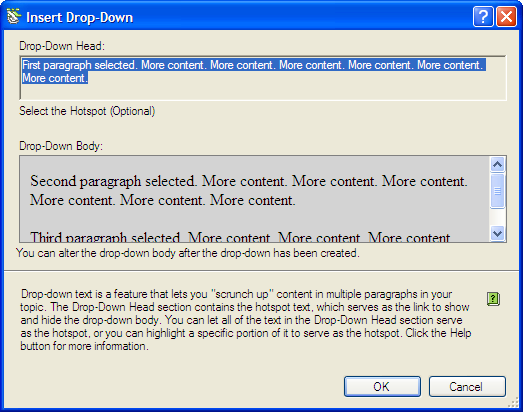 Insert Drop-Down
Drop-Down Head:
First paragraph selected. More content. More content. More content. More content. More content.
More content.
Select the Hotspot (Optional)
Drop-Down Body:
Second paragraph selected. More content. More content. More content.
More content. More content. More content.
Third paragraph selected. More content. More content. More content.
You can alter the drop-down body after the drop-down has been created.
Drop-down text is a feature that lets you "scrunch up" content in multiple paragraphs in your
topic. The Drop-Down Head section contains the hotspot text, which serves as the link to show
and hide the drop-down body. You can let all of the text in the Drop-Down Head section serve
as the hotspot, or you can highlight a specific portion of it to serve as the hotspot. Click the Help
button for more information.
OK Cancel